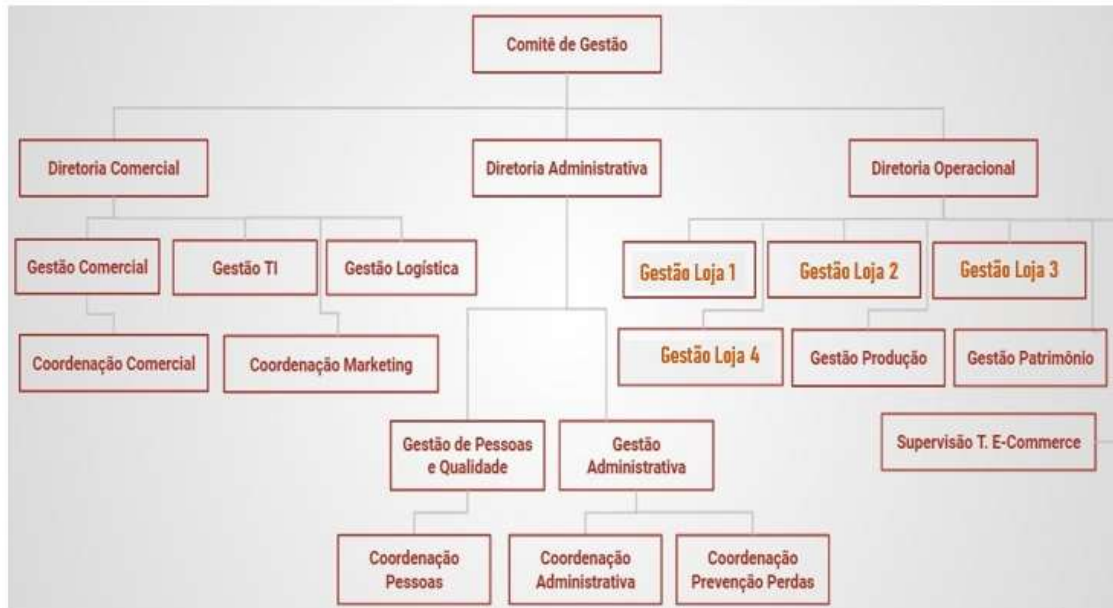 Comitê de Gestão
Diretoria Comercial
Diretoria Administrativa
Diretoria Operacional
Gestão Comercial
Gestão TI
Gestão Logística
Gestão Loja 1
Gestão Loja 2
Gestão Loja 3
Coordenação Comercial
Coordenação Marketing
Gestão Loja 4
Gestão Produção
Gestão Patrimônio
Gestão de Pessoas
e Qualidade
Gestão
Administrativa
Supervisão T. E-Commerce
Coordenação
Pessoas
Coordenação
Administrativa
Coordenação
Prevenção Perdas